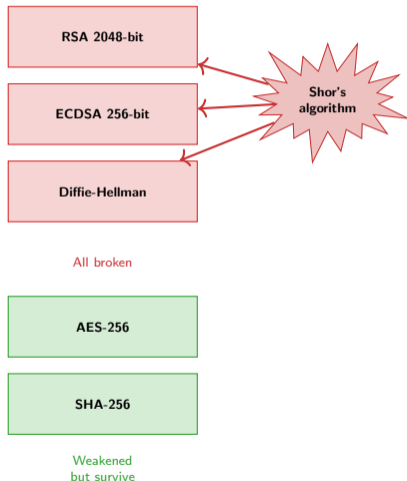 RSA 2048-bit
Shor's
algorithm
ECDSA 256-bit
Diffie-Hellman
All broken
AES-256
SHA-256
Weakened
but survive